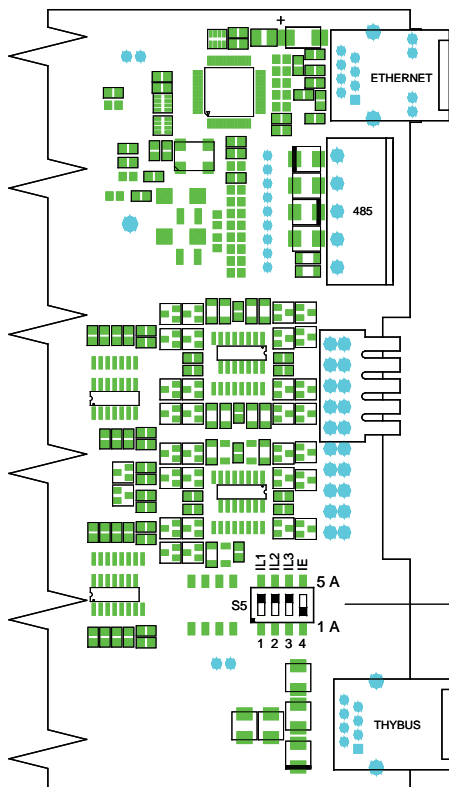 +
ETHERNET
485
IL1 IL2 IL3 IE
5 A
S5
1 A
1 2 3 4
THYBUS